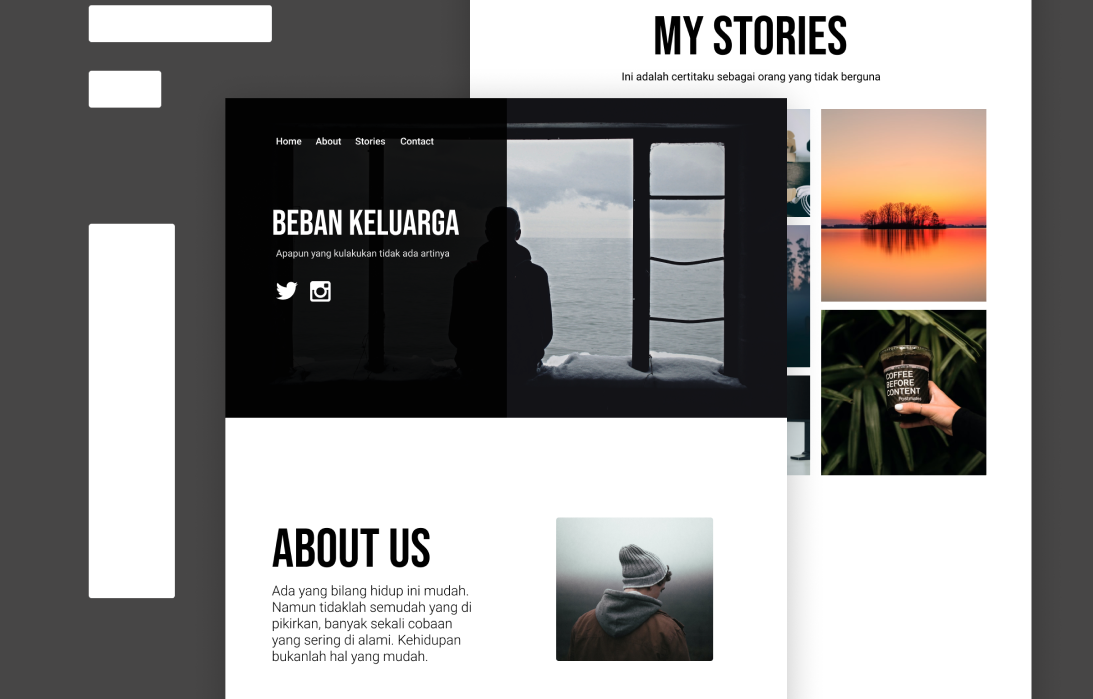 MY STORIES
Ini adalah certitaku sebagai orang yang tidak berguna
Home About Stories Contact
BEBAN KELUARGA
Apapun yang kulakukan tidak ada artinya
COFFEE
BEFORE
CONTENT
ABOUT US
Ada yang bilang hidup ini mudah.
Namun tidaklah semudah yang di
pikirkan, banyak sekali cobaan
yang sering di alami. Kehidupan
bukanlah hal yang mudah.